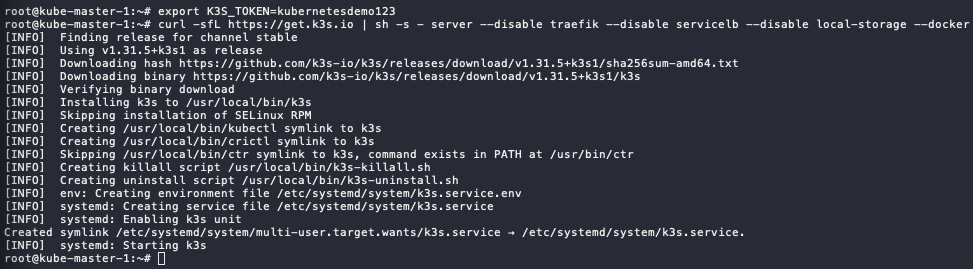 root@kube-master-1:~# export K3S_TOKEN=kubernetesdemo123
root@kube-master-1:~# curl -sfL https://get.k3s.io | sh -s - server --disable traefik --disable servicelb --disable local-storage --docker
[INFO]  Finding release for channel stable
[INFO]  Using v1.31.5+k3s1 as release
[INFO]  Downloading hash https://github.com/k3s-io/k3s/releases/download/v1.31.5+k3s1/sha256sum-amd64.txt
[INFO]  Downloading binary https://github.com/k3s-io/k3s/releases/download/v1.31.5+k3s1/k3s
[INFO]  Verifying binary download
[INFO]  Installing k3s to /usr/local/bin/k3s
[INFO]  Skipping installation of SELinux RPM
[INFO]  Creating /usr/local/bin/kubectl symlink to k3s
[INFO]  Creating /usr/local/bin/crictl symlink to k3s
[INFO]  Skipping /usr/local/bin/ctr symlink to k3s, command exists in PATH at /usr/bin/ctr
[INFO]  Creating killall script /usr/local/bin/k3s-killall.sh
[INFO]  Creating uninstall script /usr/local/bin/k3s-uninstall.sh
[INFO]  env: Creating environment file /etc/systemd/system/k3s.service.env
[INFO]  systemd: Creating service file /etc/systemd/system/k3s.service
[INFO]  systemd: Enabling k3s unit
Created symlink /etc/systemd/system/multi-user.target.wants/k3s.service → /etc/systemd/system/k3s.service.
[INFO]  systemd: Starting k3s
root@kube-master-1:~#